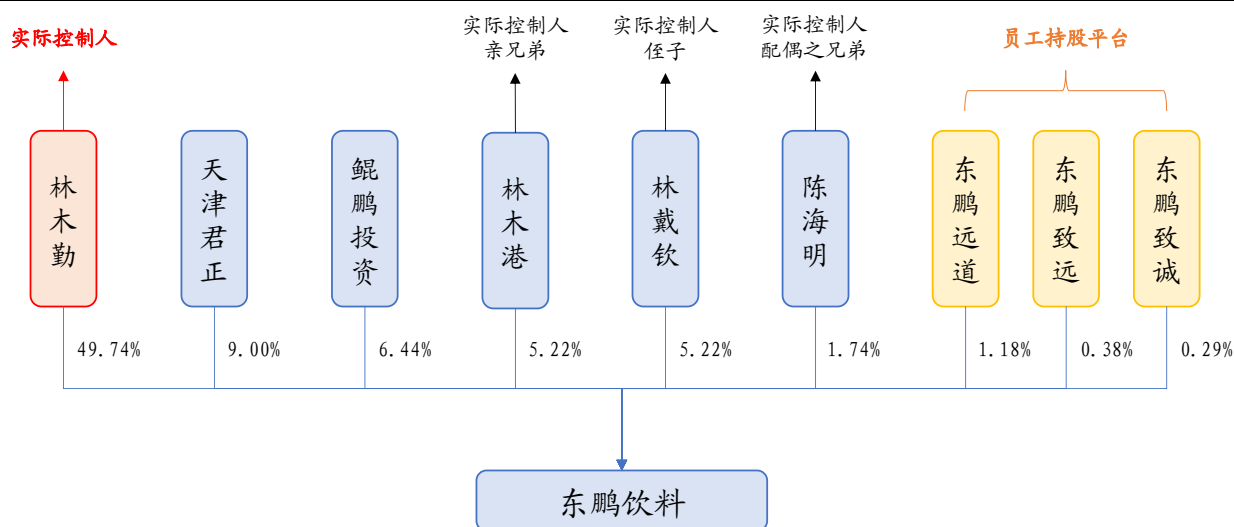 实际控制人
实际控制人
亲兄弟
实际控制人
侄子
实际控制人
配偶之兄弟
员工持股平台
林木勤
天津君正
鲲鹏投资
林木港
林戴钦
陈海明
东鹏远道
东鹏致远
东鹏致诚
49.74%
9.00%
6.44%
5.22%
5.22%
1.74%
1.18%
0.38%
0.29%
东鹏饮料